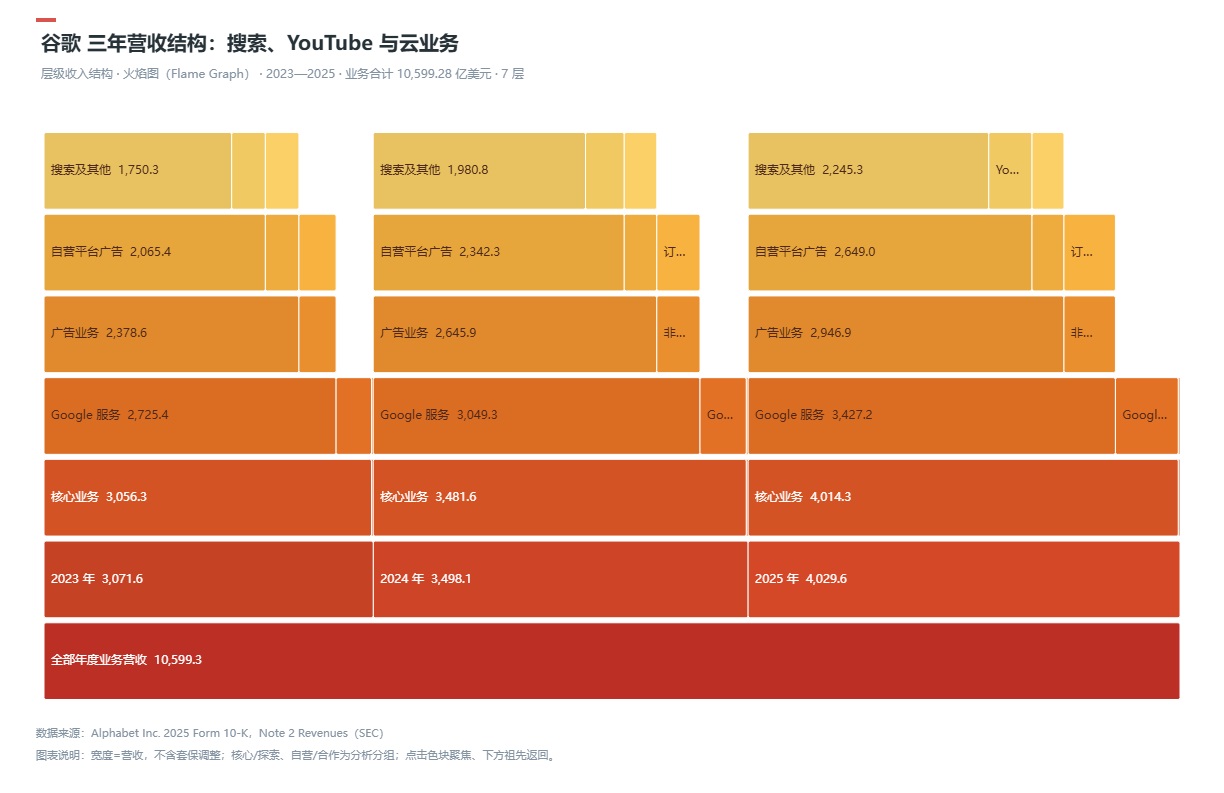 谷歌 三年营收结构：搜索、YouTube 与云业务
层级收入结构 · 火焰图（Flame Graph） · 2023—2025 · 业务合计 10,599.28 亿美元 · 7 层
搜索及其他 1,750.3
搜索及其他 1,980.8
搜索及其他 2,245.3
Yo...
自营平台广告 2,065.4
自营平台广告 2,342.3
订...
自营平台广告 2,649.0
订...
广告业务 2,378.6
广告业务 2,645.9
非...
广告业务 2,946.9
非...
Google 服务 2,725.4
Google 服务 3,049.3
Go...
Google 服务 3,427.2
Googl...
核心业务 3,056.3
核心业务 3,481.6
核心业务 4,014.3
2023 年 3,071.6
2024 年 3,498.1
2025 年 4,029.6
全部年度业务营收 10,599.3
数据来源：Alphabet Inc. 2025 Form 10-K，Note 2 Revenues（SEC）
图表说明：宽度=营收，不含套保调整；核心/探索、自营/合作为分析分组；点击色块聚焦、下方祖先返回。